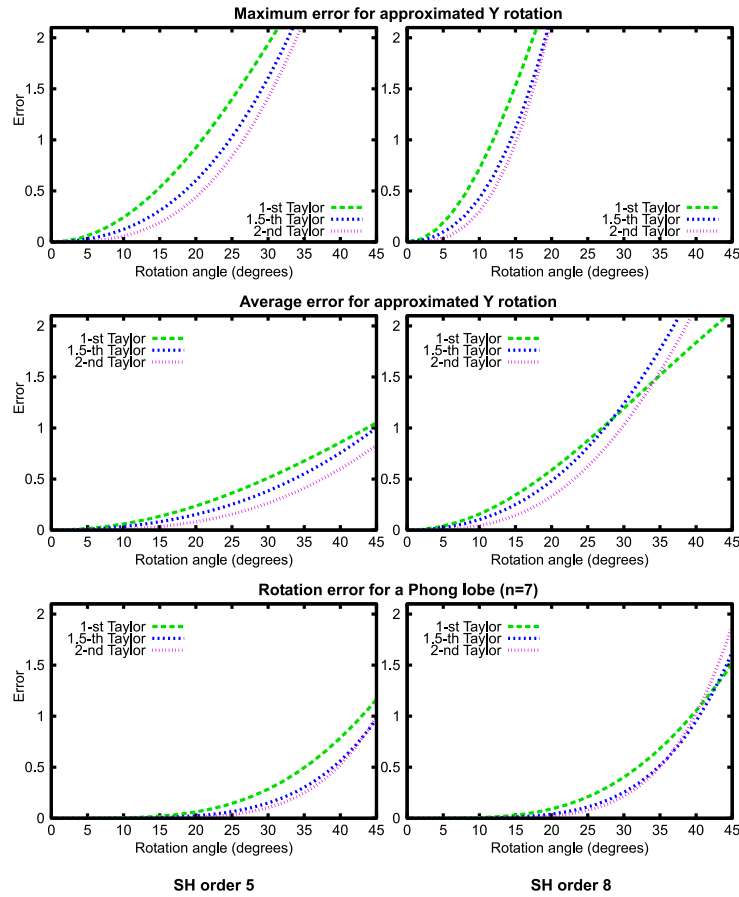 Maximum error for approximated Y rotation
2
1.5
1
0.5
0
Error
1-st Taylor
1.5-th Taylor
2-nd Taylor
0 5 10 15 20 25 30 35 40 45
Rotation angle (degrees)
2
1.5
1
0.5
0
1-st Taylor
1.5-th Taylor
2-nd Taylor
0 5 10 15 20 25 30 35 40 45
Rotation angle (degrees)
Average error for approximated Y rotation
2
1.5
1
0.5
0
Error
1-st Taylor
1.5-th Taylor
2-nd Taylor
0 5 10 15 20 25 30 35 40 45
Rotation angle (degrees)
2
1.5
1
0.5
0
1-st Taylor
1.5-th Taylor
2-nd Taylor
0 5 10 15 20 25 30 35 40 45
Rotation angle (degrees)
Rotation error for a Phong lobe (n=7)
2
1.5
1
0.5
0
Error
1-st Taylor
1.5-th Taylor
2-nd Taylor
0 5 10 15 20 25 30 35 40 45
Rotation angle (degrees)
2
1.5
1
0.5
0
1-st Taylor
1.5-th Taylor
2-nd Taylor
0 5 10 15 20 25 30 35 40 45
Rotation angle (degrees)
SH order 5
SH order 8